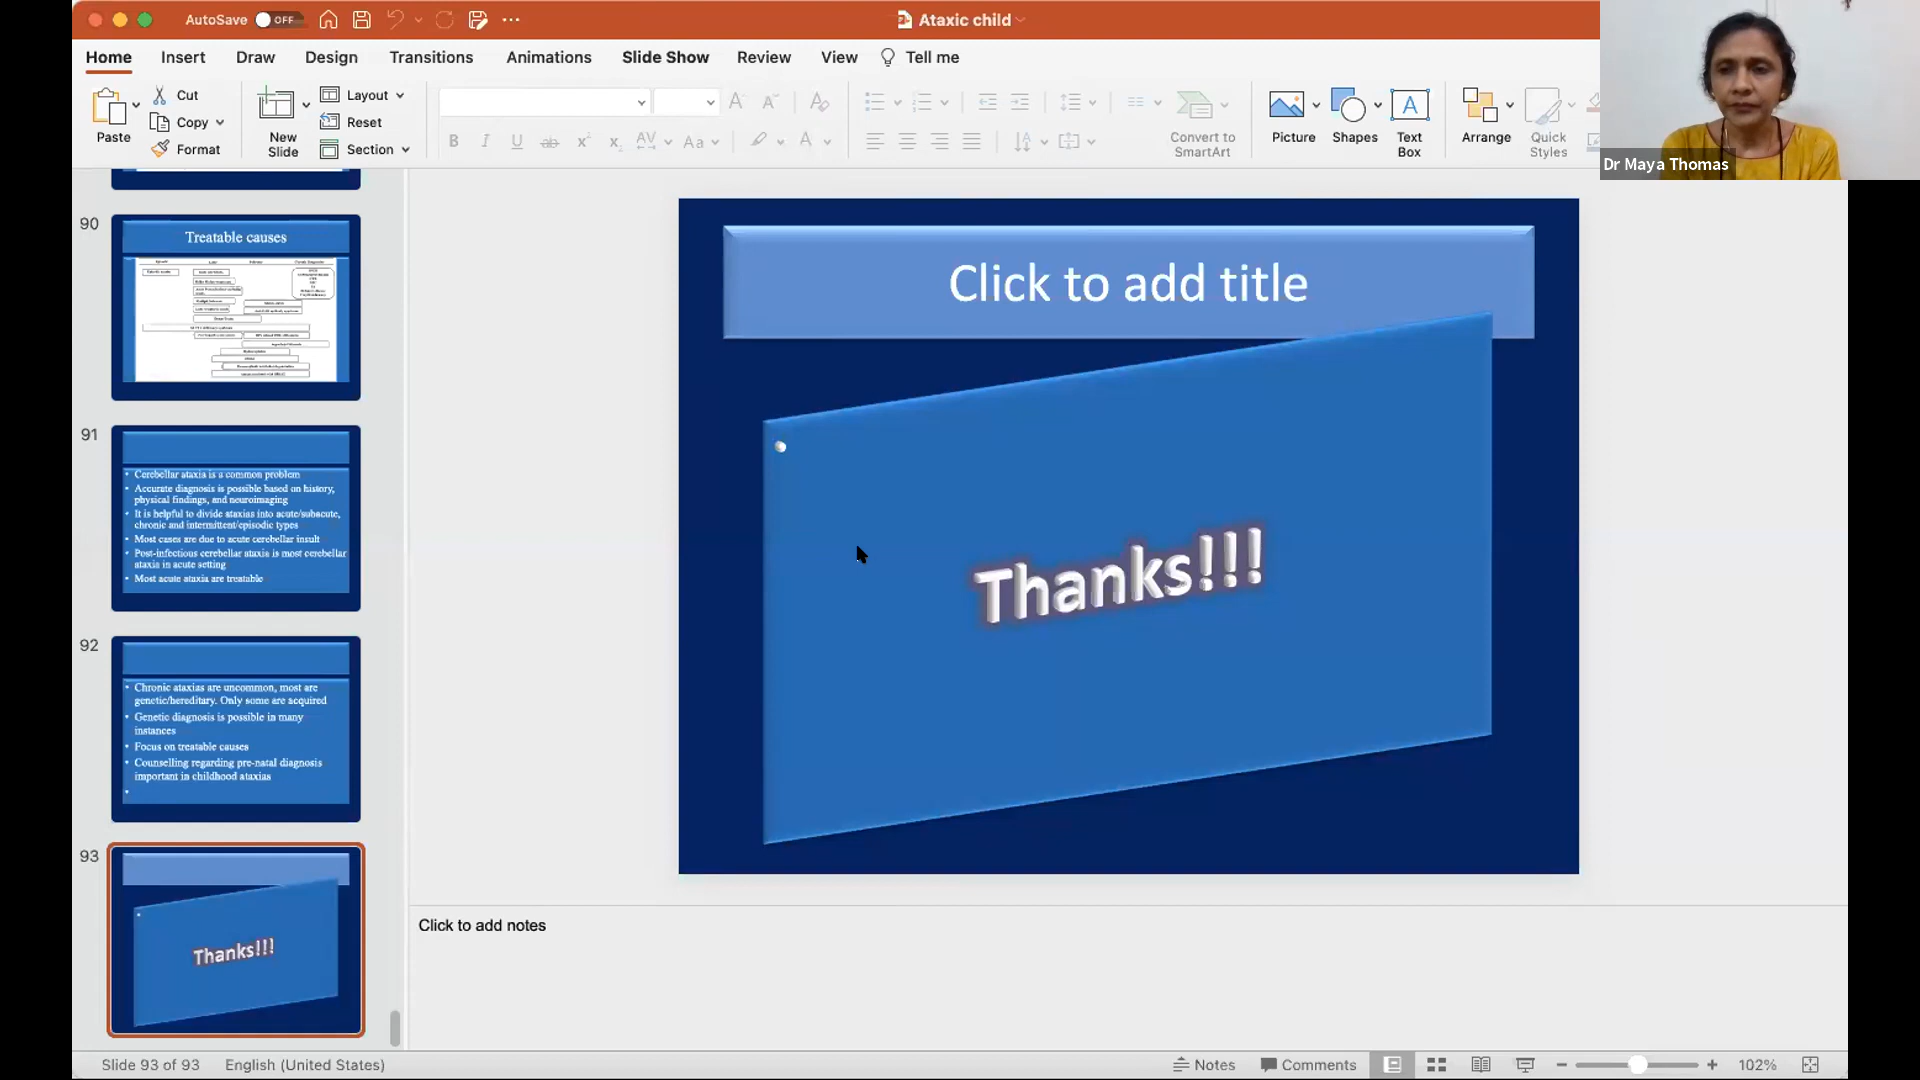 AutoSave OFF
Ataxic child
Home Insert Draw Design Transitions Animations Slide Show Review View Tell me
Paste
Cut
Copy
Format
New
Slide
Layout
Reset
Section
B I U ab x² x₂ AV Aa A
Convert to
SmartArt
Picture
Shapes
Text
Box
Arrange
Quick
Styles
Dr Maya Thomas
90
Treatable causes
91
• Cerebellar ataxia is a common problem
• Accurate diagnosis is possible based on history,
physical findings, and neuroimaging
• It is helpful to divide ataxias into acute/subacute,
chronic and intermittent/episodic types
• Most cases are due to acute cerebellar insult
• Post-infectious cerebellar ataxia is most cerebellar
ataxia in acute setting
• Most acute ataxia are treatable
92
• Chronic ataxias are uncommon, most are
genetic/hereditary. Only some are acquired
• Genetic diagnosis is possible in many
instances
• Focus on treatable causes
• Counselling regarding pre-natal diagnosis
important in childhood ataxias
•
93
Thanks!!!
Click to add title
•
Thanks!!!
Click to add notes
Slide 93 of 93 English (United States)
Notes Comments 102%